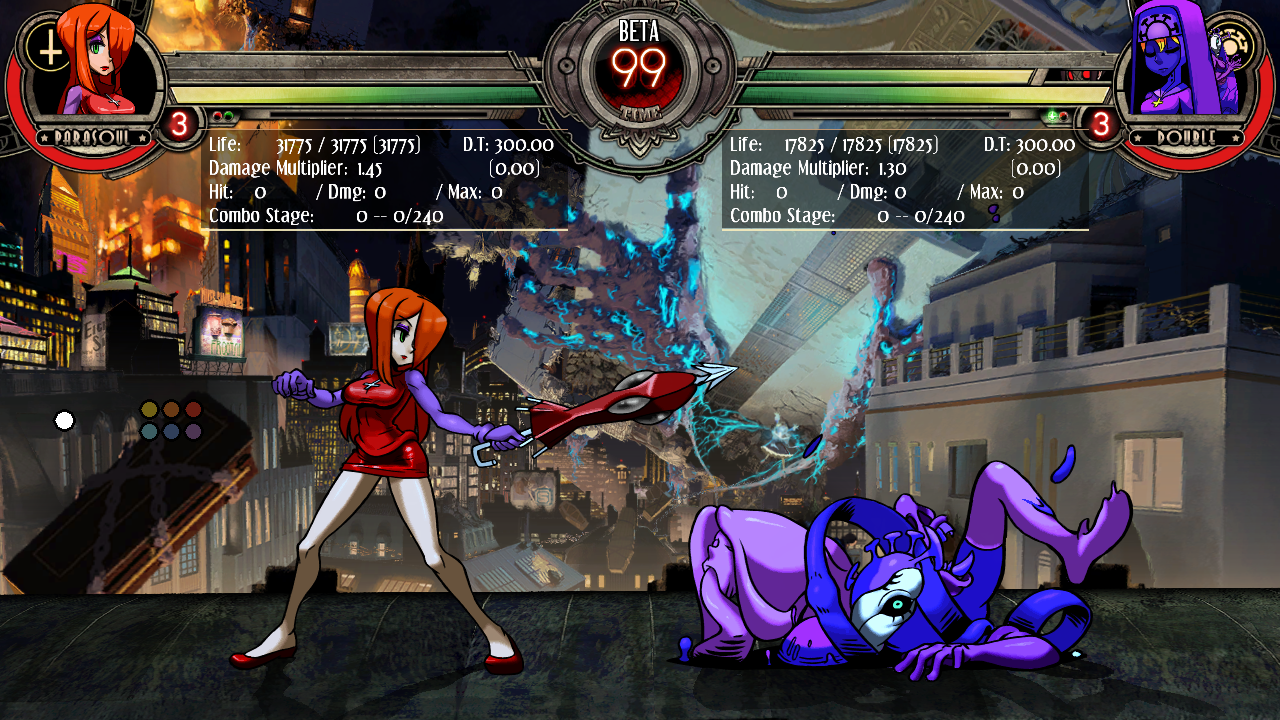 BETA
99
TIME
3
3
PARASOUL
DOUBLE
Life: 31775 / 31775 (31775) D.T: 300.00
Damage Multiplier: 1.45 (0.00)
Hit: 0 / Dmg: 0 / Max: 0
Combo Stage: 0 -- 0/240
Life: 17825 / 17825 (17825) D.T: 300.00
Damage Multiplier: 1.30 (0.00)
Hit: 0 / Dmg: 0 / Max: 0
Combo Stage: 0 -- 0/240